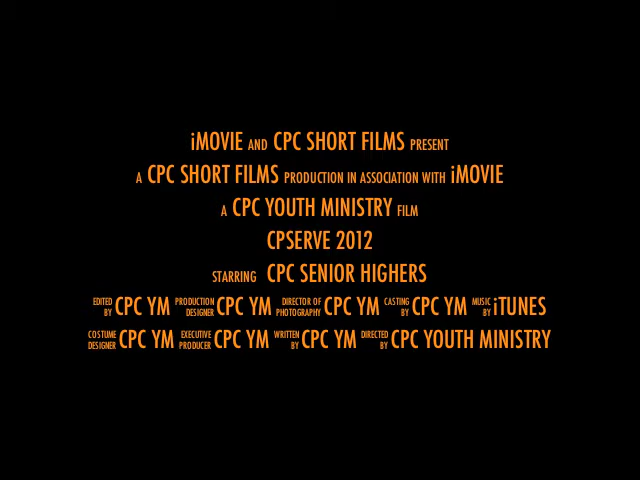 iMOVIE AND CPC SHORT FILMS PRESENT
A CPC SHORT FILMS PRODUCTION IN ASSOCIATION WITH iMOVIE
A CPC YOUTH MINISTRY FILM
CPSERVE 2012
STARRING CPC SENIOR HIGHERS
EDITED BY CPC YM PRODUCTION DESIGNER CPC YM DIRECTOR OF PHOTOGRAPHY CPC YM CASTING BY CPC YM MUSIC BY iTUNES
COSTUME DESIGNER CPC YM EXECUTIVE PRODUCER CPC YM WRITTEN BY CPC YM DIRECTED BY CPC YOUTH MINISTRY